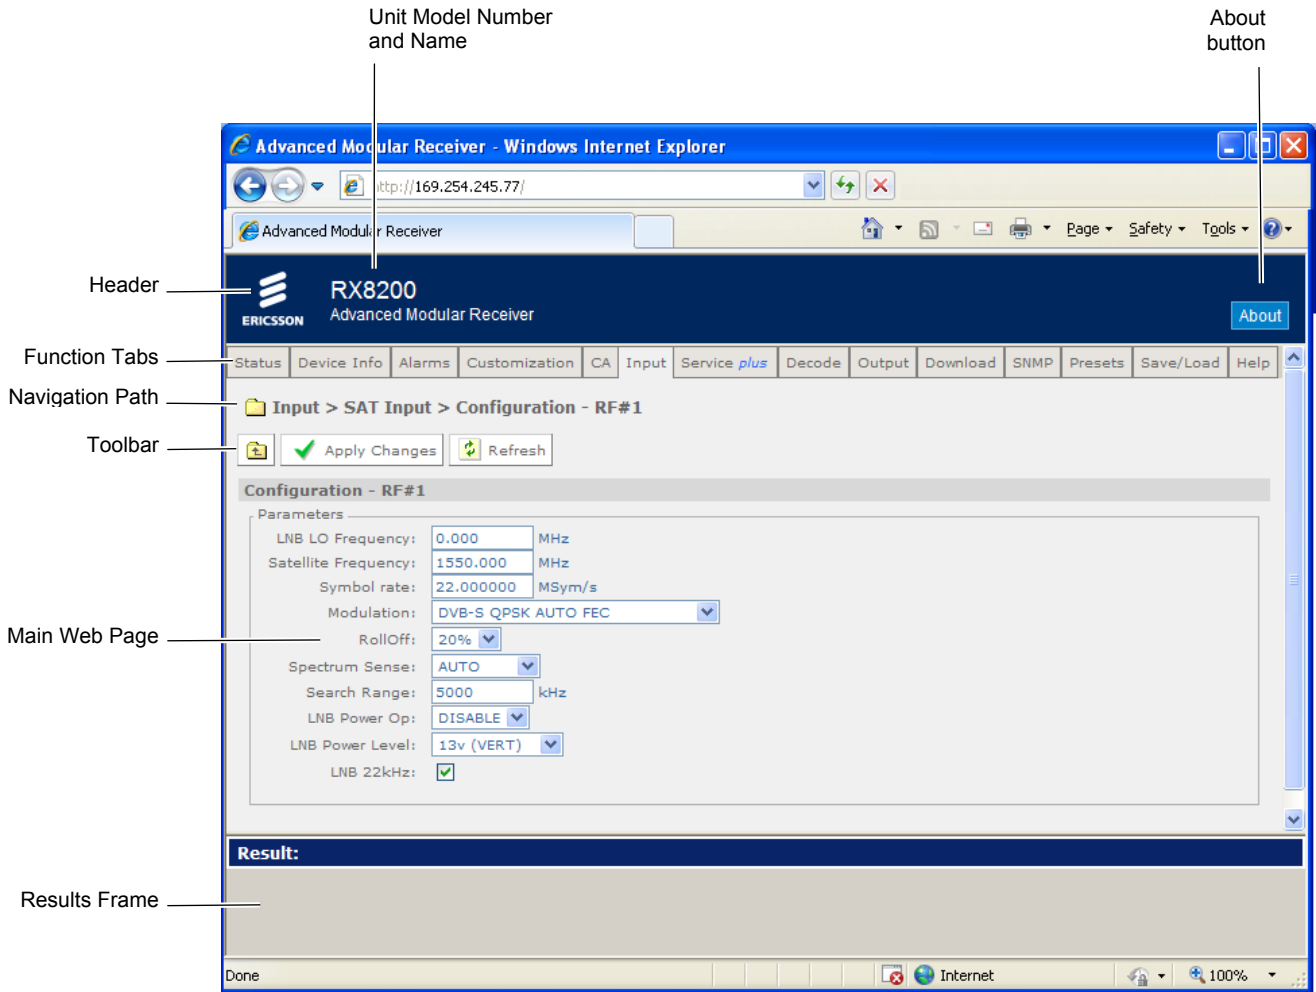 Unit Model Number
and Name
About
button
Advanced Modular Receiver - Windows Internet Explorer
http://169.254.245.77/
Advanced Modular Receiver
Page
Safety
Tools
Header
ERICSSON
RX8200
Advanced Modular Receiver
About
Function Tabs
Status Device Info Alarms Customization CA Input Service plus Decode Output Download SNMP Presets Save/Load Help
Navigation Path
Input > SAT Input > Configuration - RF#1
Toolbar
Apply Changes
Refresh
Configuration - RF#1
Parameters
LNB LO Frequency: 0.000 MHz
Satellite Frequency: 1550.000 MHz
Symbol rate: 22.000000 MSym/s
Modulation: DVB-S QPSK AUTO FEC
Main Web Page
RollOff: 20%
Spectrum Sense: AUTO
Search Range: 5000 kHz
LNB Power Op: DISABLE
LNB Power Level: 13v (VERT)
LNB 22kHz:
Result:
Results Frame
Done
Internet
100%